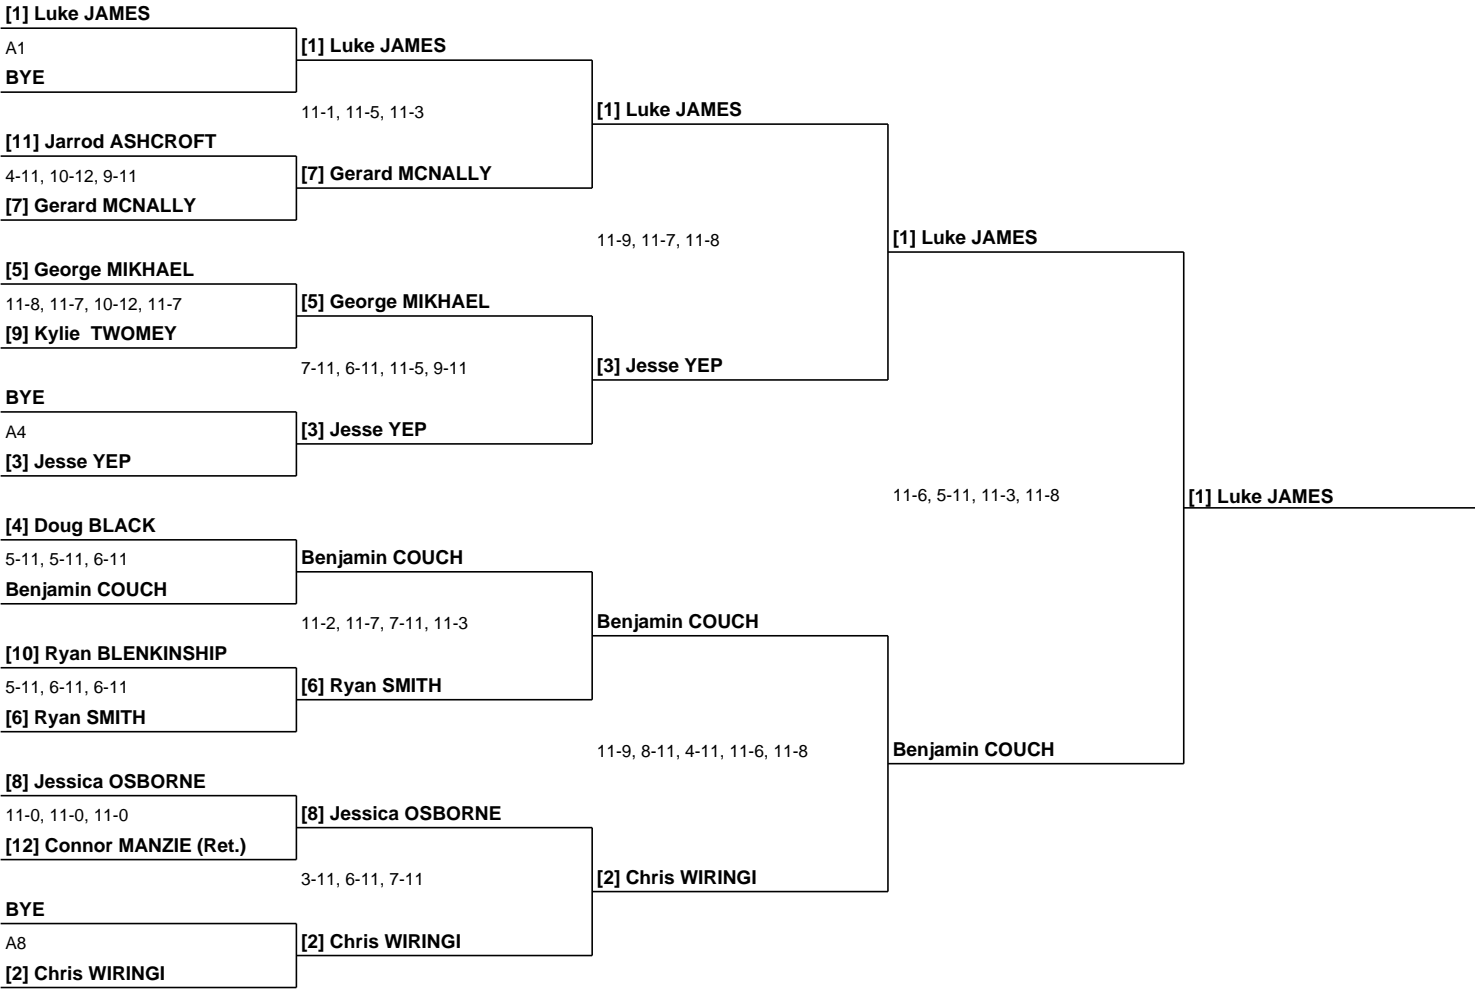 [1] Luke JAMES
A1
BYE
[11] Jarrod ASHCROFT
4-11, 10-12, 9-11
[7] Gerard MCNALLY
[5] George MIKHAEL
11-8, 11-7, 10-12, 11-7
[9] Kylie  TWOMEY
BYE
A4
[3] Jesse YEP
[4] Doug BLACK
5-11, 5-11, 6-11
Benjamin COUCH
[10] Ryan BLENKINSHIP
5-11, 6-11, 6-11
[6] Ryan SMITH
[8] Jessica OSBORNE
11-0, 11-0, 11-0
[12] Connor MANZIE (Ret.)
BYE
A8
[2] Chris WIRINGI
[1] Luke JAMES
11-1, 11-5, 11-3
[7] Gerard MCNALLY
[5] George MIKHAEL
7-11, 6-11, 11-5, 9-11
[3] Jesse YEP
Benjamin COUCH
11-2, 11-7, 7-11, 11-3
[6] Ryan SMITH
[8] Jessica OSBORNE
3-11, 6-11, 7-11
[2] Chris WIRINGI
[1] Luke JAMES
11-9, 11-7, 11-8
[3] Jesse YEP
Benjamin COUCH
11-9, 8-11, 4-11, 11-6, 11-8
[2] Chris WIRINGI
[1] Luke JAMES
11-6, 5-11, 11-3, 11-8
Benjamin COUCH
[1] Luke JAMES